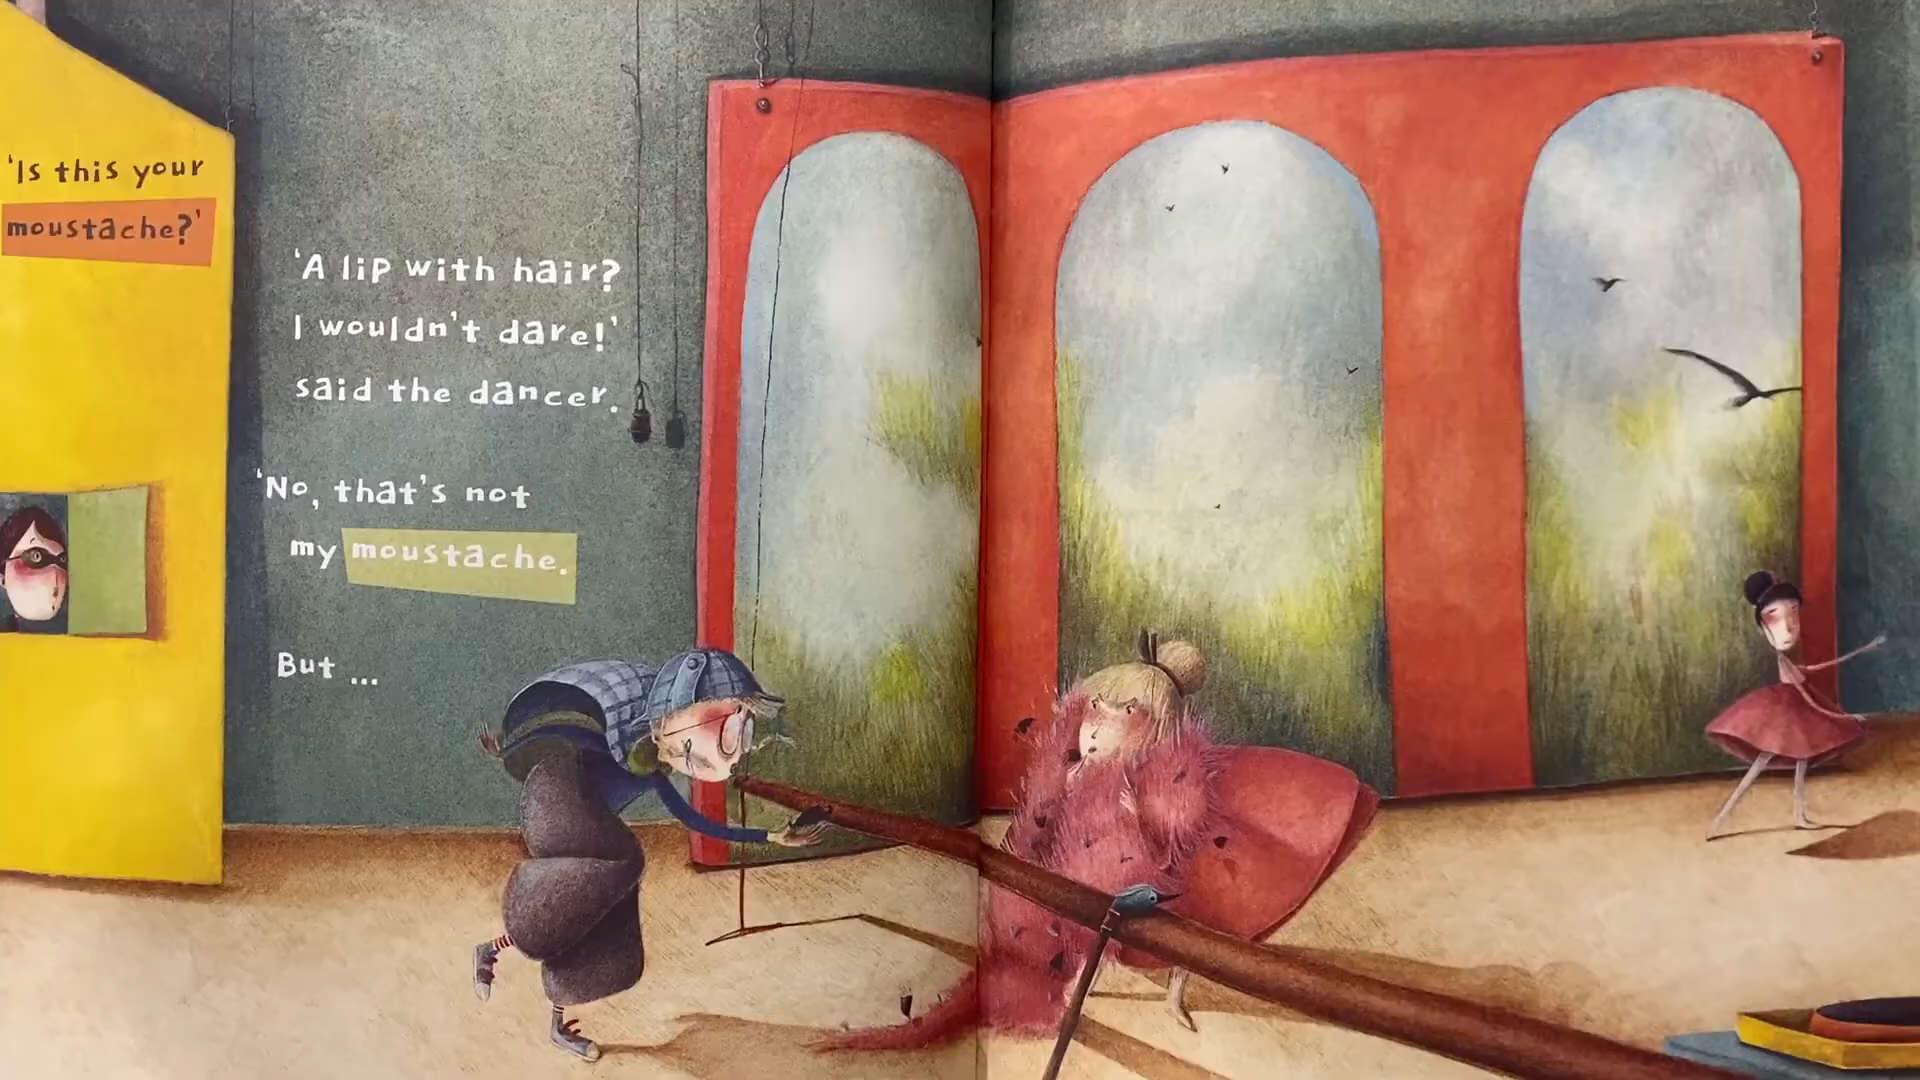 'Is this your
moustache?'
'A lip with hair?
I wouldn't dare!'
said the dancer.
'No, that's not
my moustache.
But ...